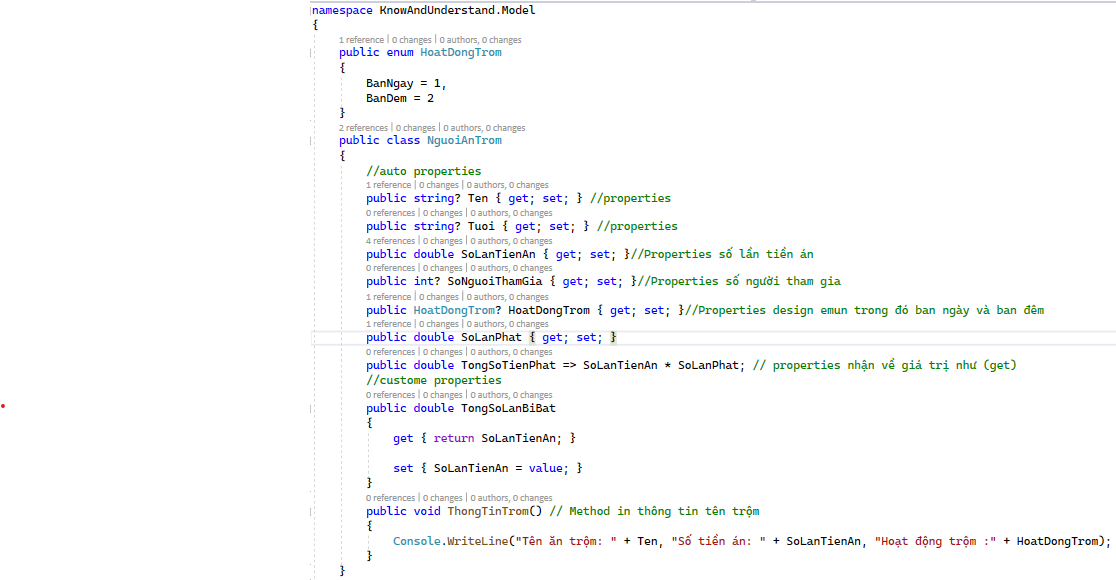 namespace KnowAndUnderstand.Model
{
1 reference | 0 changes | 0 authors, 0 changes
public enum HoatDongTrom
{
BanNgay = 1,
BanDem = 2
}
2 references | 0 changes | 0 authors, 0 changes
public class NguoiAnTrom
{
//auto properties
1 reference | 0 changes | 0 authors, 0 changes
public string? Ten { get; set; } //properties
0 references | 0 changes | 0 authors, 0 changes
public string? Tuoi { get; set; } //properties
4 references | 0 changes | 0 authors, 0 changes
public double SoLanTienAn { get; set; }//Properties số lần tiền án
0 references | 0 changes | 0 authors, 0 changes
public int? SoNguoiThamGia { get; set; }//Properties số người tham gia
1 reference | 0 changes | 0 authors, 0 changes
public HoatDongTrom? HoatDongTrom { get; set; }//Properties design emun trong đó ban ngày và ban đêm
1 reference | 0 changes | 0 authors, 0 changes
public double SoLanPhat { get; set; }
0 references | 0 changes | 0 authors, 0 changes
public double TongSoTienPhat => SoLanTienAn * SoLanPhat; // properties nhận về giá trị như (get)
//custome properties
0 references | 0 changes | 0 authors, 0 changes
public double TongSoLanBiBat
{
get { return SoLanTienAn; }
set { SoLanTienAn = value; }
}
0 references | 0 changes | 0 authors, 0 changes
public void ThongTinTrom() // Method in thông tin tên trộm
{
Console.WriteLine("Tên ăn trộm: " + Ten, "Số tiền án: " + SoLanTienAn, "Hoạt động trộm :" + HoatDongTrom);
}
}